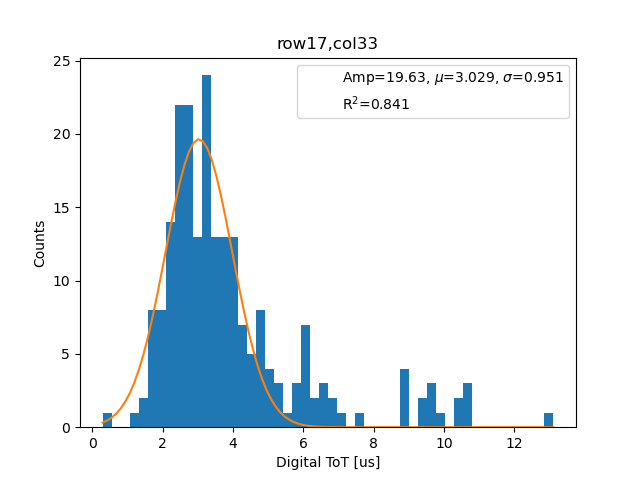 row17,col33
Amp=19.63, μ=3.029, σ=0.951
R²=0.841
25
20
15
10
5
0
Counts
0 2 4 6 8 10 12
Digital ToT [us]